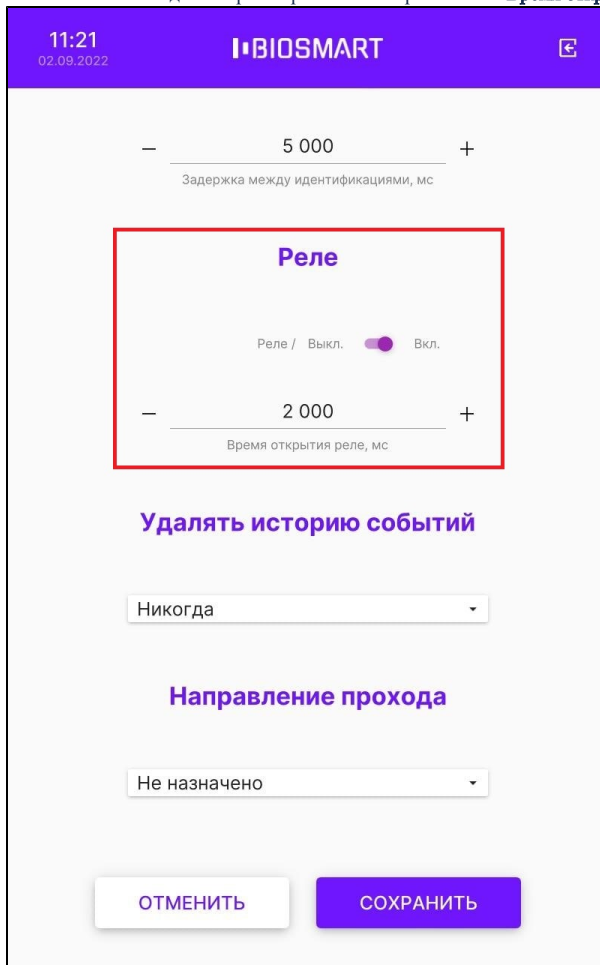 11:21
02.09.2022
BIOSMART
− 5 000 +
Задержка между идентификациями, мс
Реле
Реле / Выкл. Вкл.
− 2 000 +
Время открытия реле, мс
Удалять историю событий
Никогда
Направление прохода
Не назначено
ОТМЕНИТЬ СОХРАНИТЬ